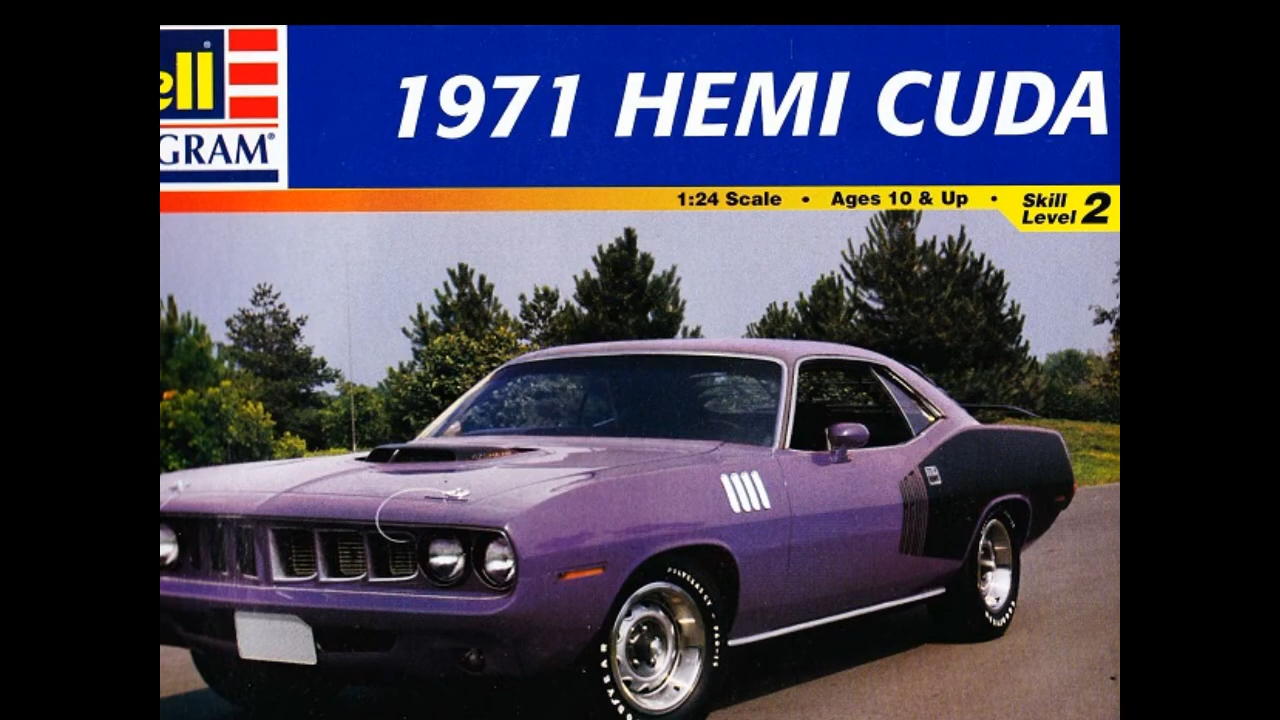 ell®
GRAM®
1971 HEMI CUDA
1:24 Scale • Ages 10 & Up •
Skill
Level 2